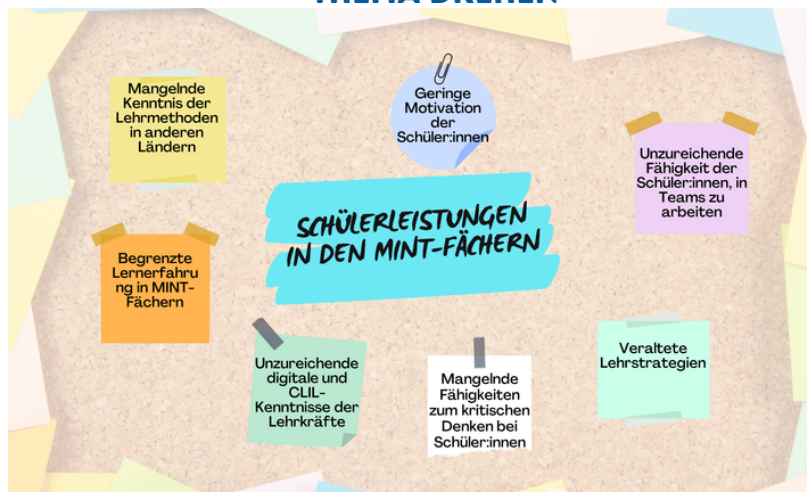 THEMA DREHEN
Mangelnde
Kenntnis der
Lehrmethoden
in anderen
Ländern
Geringe
Motivation
der
Schüler:innen
Unzureichende
Fähigkeit der
Schüler:innen, in
Teams zu
arbeiten
SCHÜLERLEISTUNGEN
IN DEN MINT-FÄCHERN
Begrenzte
Lernerfahru
ng in MINT-
Fächern
Unzureichende
digitale und
CLIL-
Kenntnisse der
Lehrkräfte
Mangelnde
Fähigkeiten
zum kritischen
Denken bei
Schüler:innen
Veraltete
Lehrstrategien